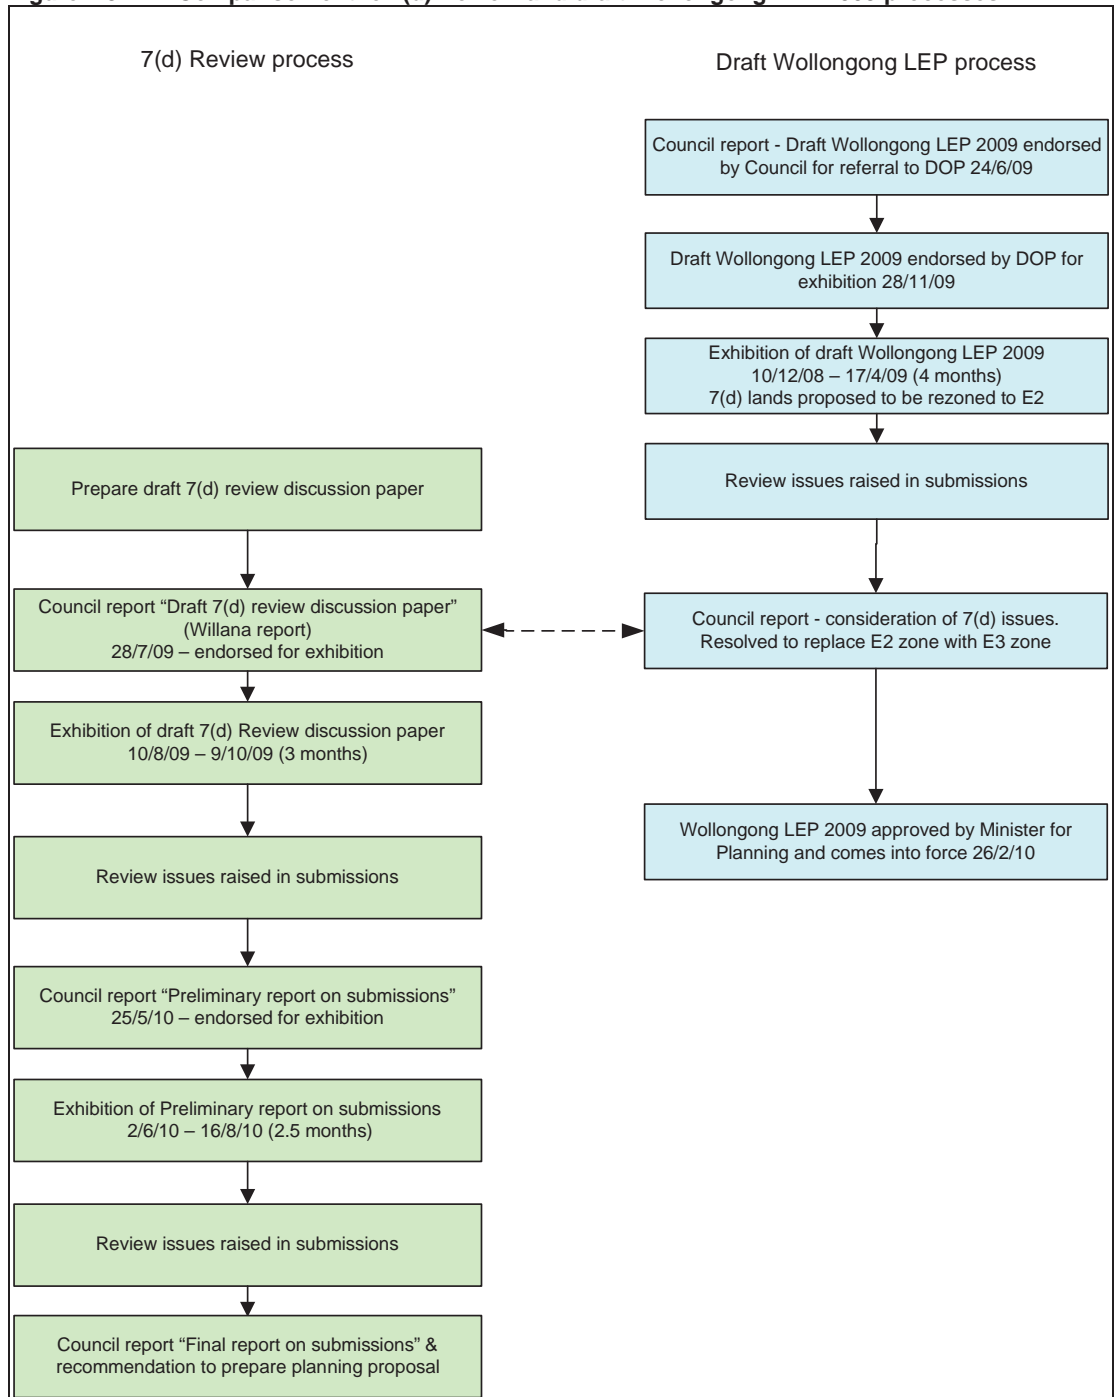 7(d) Review process
Draft Wollongong LEP process
Council report - Draft Wollongong LEP 2009 endorsed
by Council for referral to DOP 24/6/09
Draft Wollongong LEP 2009 endorsed by DOP for
exhibition 28/11/09
Exhibition of draft Wollongong LEP 2009
10/12/08 – 17/4/09 (4 months)
7(d) lands proposed to be rezoned to E2
Review issues raised in submissions
Council report - consideration of 7(d) issues.
Resolved to replace E2 zone with E3 zone
Wollongong LEP 2009 approved by Minister for
Planning and comes into force 26/2/10
Prepare draft 7(d) review discussion paper
Council report “Draft 7(d) review discussion paper”
(Willana report)
28/7/09 – endorsed for exhibition
Exhibition of draft 7(d) Review discussion paper
10/8/09 – 9/10/09 (3 months)
Review issues raised in submissions
Council report “Preliminary report on submissions”
25/5/10 – endorsed for exhibition
Exhibition of Preliminary report on submissions
2/6/10 – 16/8/10 (2.5 months)
Review issues raised in submissions
Council report “Final report on submissions” &
recommendation to prepare planning proposal